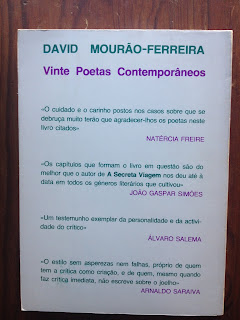 DAVID MOURÃO-FERREIRA
Vinte Poetas Contemporâneos
«O cuidado e o carinho postos nos casos sobre que se
debruça muito terão que agradecer-lhes os poetas neste
livro citados»
NATÉRCIA FREIRE
«Os capítulos que formam o livro em questão são do
melhor que o autor de A Secreta Viagem nos deu até à
data em todos os géneros literários que cultivou»
JOÃO GASPAR SIMÕES
«Um testemunho exemplar da personalidade e da activi-
dade do crítico»
ÁLVARO SALEMA
«O estilo sem asperezas nem falhas, próprio de quem
tem a crítica como criação, e de quem, mesmo quando
faz crítica imediata, não escreve sobre o joelho»
ARNALDO SARAIVA